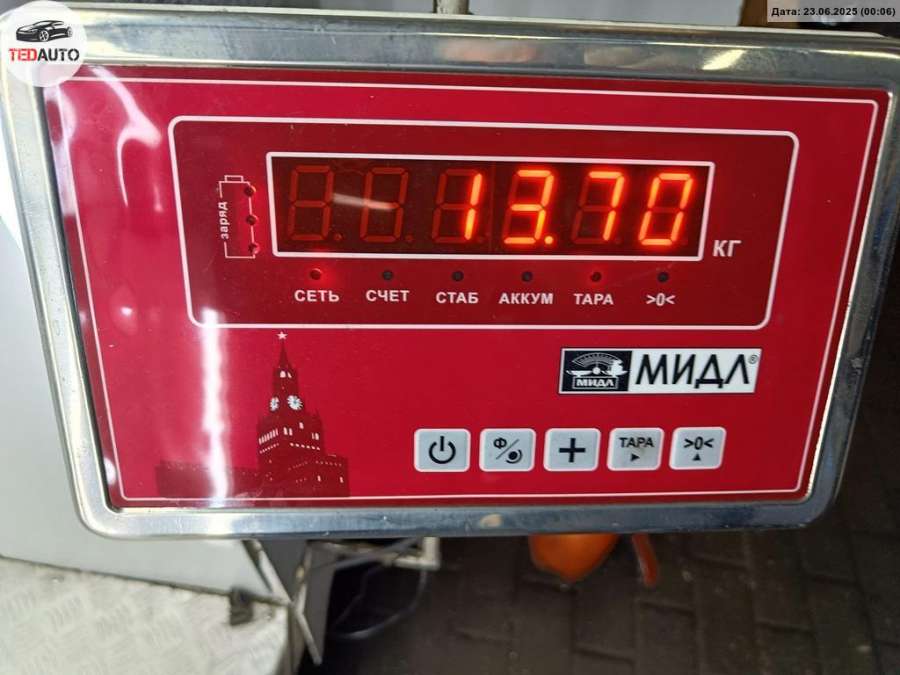 Дата: 23.06.2025 (00:06)
TEDAUTO
заряд
13.70
КГ
СЕТЬ СЧЕТ СТАБ АККУМ ТАРА >0<
МИДЛ МИДЛ®
Ф ТАРА >0<